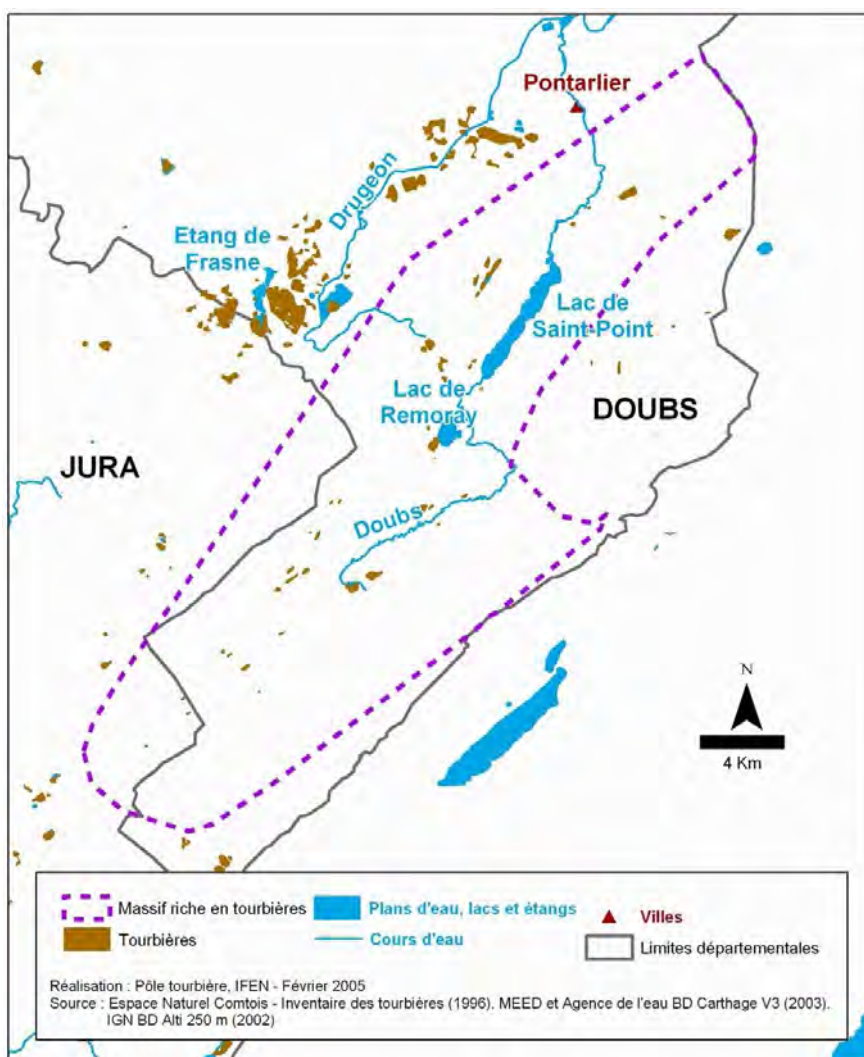 Pontarlier
Drugeon
Etang de
Frasne
Lac de
Saint-Point
Lac de
Remoray
DOUBS
JURA
Doubs
N
4 Km
Massif riche en tourbières
Plans d'eau, lacs et étangs
Villes
Tourbières
Cours d'eau
Limites départementales
Réalisation : Pôle tourbière, IFEN - Février 2005
Source : Espace Naturel Comtois - Inventaire des tourbières (1996), MEED et Agence de l'eau BD Carthage V3 (2003),
IGN BD Alti 250 m (2002)